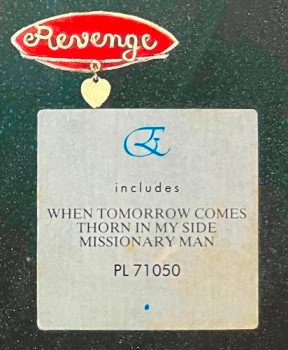 Revenge
includes
WHEN TOMORROW COMES
THORN IN MY SIDE
MISSIONARY MAN
PL 71050